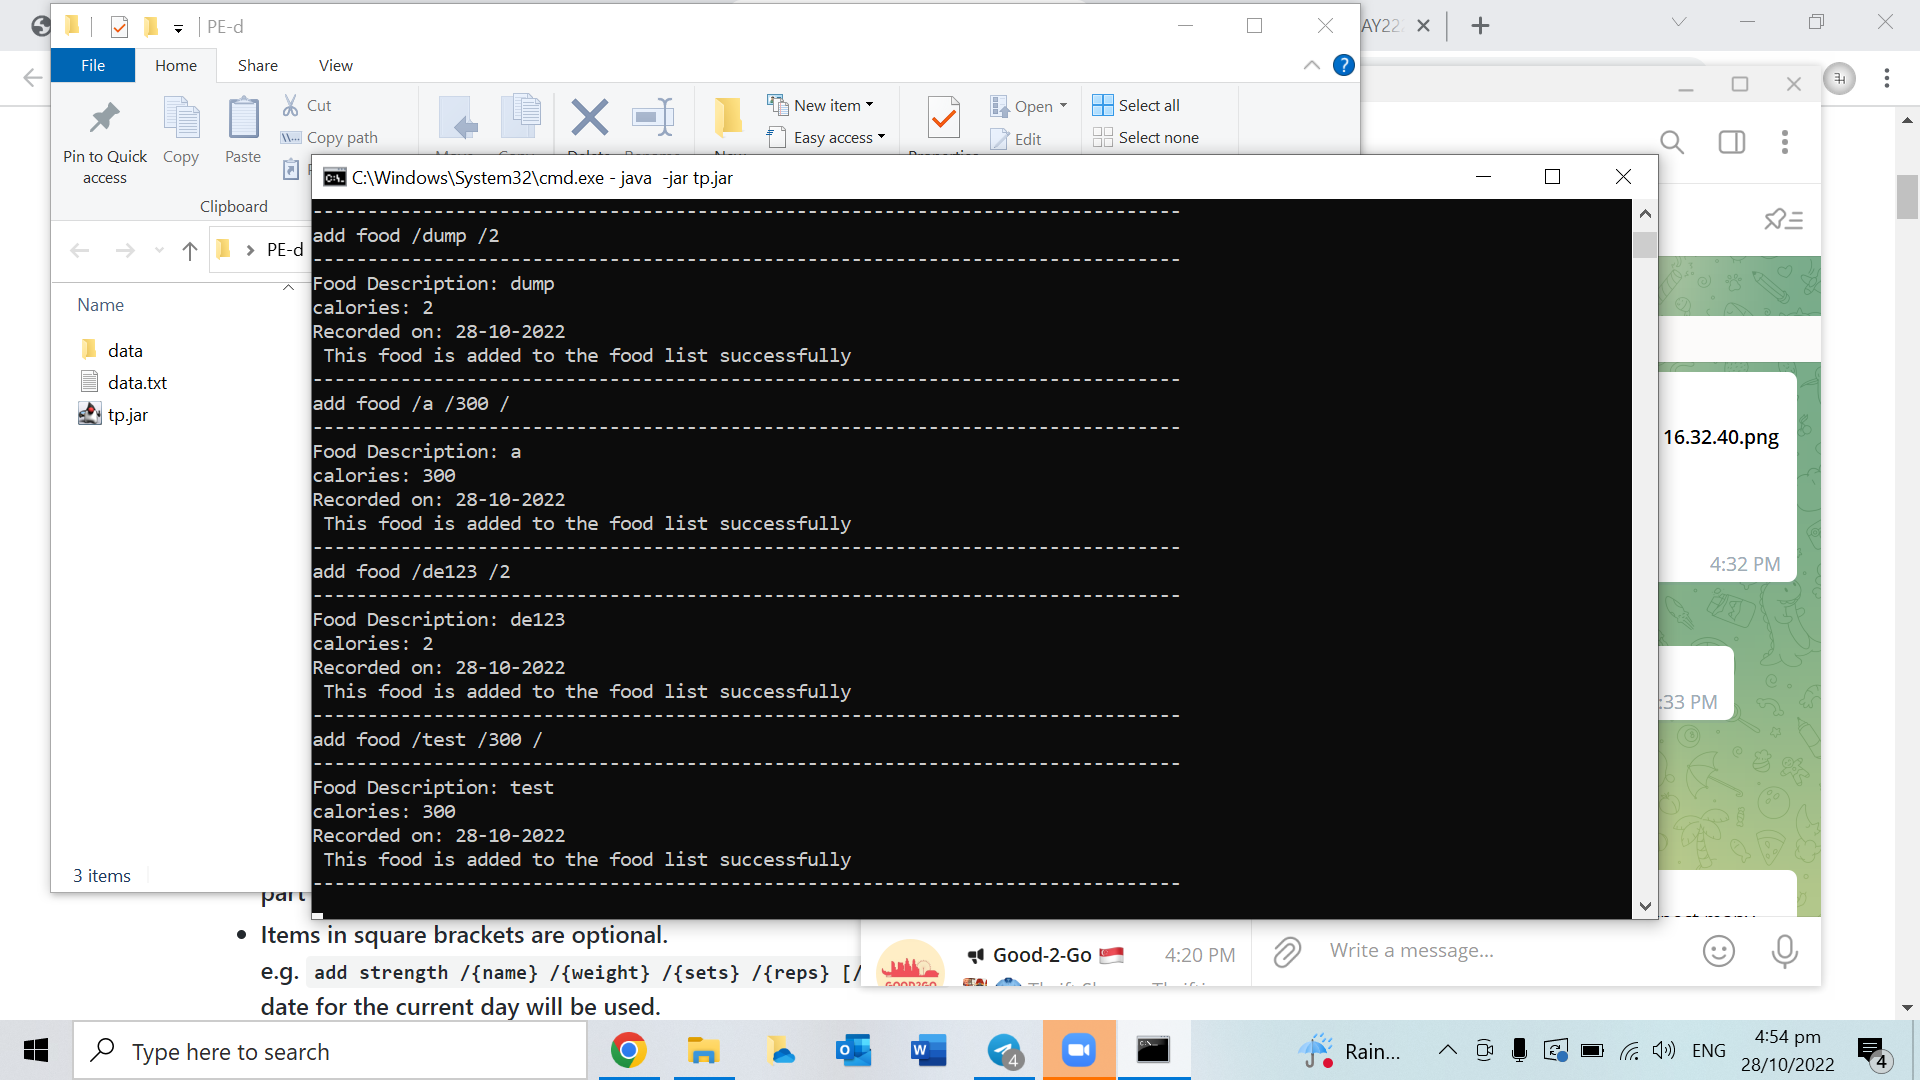 PE-d
AY22
File
Home
Share
View
Pin to Quick access
Copy
Paste
Cut
Copy path
New item
Easy access
Open
Edit
Select all
Select none
Clipboard
C:\Windows\System32\cmd.exe - java  -jar tp.jar
PE-d
Name
data
data.txt
tp.jar
3 items
--------------------------------------------------------------------------------
add food /dump /2
--------------------------------------------------------------------------------
Food Description: dump
calories: 2
Recorded on: 28-10-2022
 This food is added to the food list successfully
--------------------------------------------------------------------------------
add food /a /300 /
--------------------------------------------------------------------------------
Food Description: a
calories: 300
Recorded on: 28-10-2022
 This food is added to the food list successfully
--------------------------------------------------------------------------------
add food /de123 /2
--------------------------------------------------------------------------------
Food Description: de123
calories: 2
Recorded on: 28-10-2022
 This food is added to the food list successfully
--------------------------------------------------------------------------------
add food /test /300 /
--------------------------------------------------------------------------------
Food Description: test
calories: 300
Recorded on: 28-10-2022
 This food is added to the food list successfully
--------------------------------------------------------------------------------
16.32.40.png
4:32 PM
:33 PM
part
• Items in square brackets are optional.
e.g. add strength /{name} /{weight} /{sets} /{reps} [/
date for the current day will be used.
Good-2-Go
4:20 PM
GOOD2GO
Write a message...
Type here to search
4
Rain...
ENG
4:54 pm
28/10/2022
4